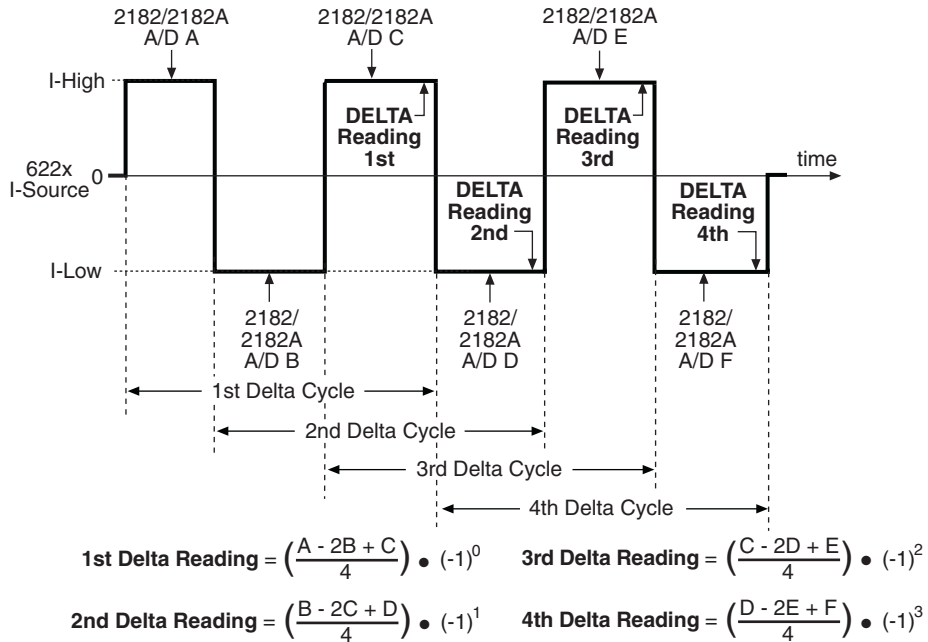 2182/2182A
A/D A
2182/2182A
A/D C
2182/2182A
A/D E
I-High
DELTA
Reading
1st
DELTA
Reading
3rd
622x
I-Source
0
time
DELTA
Reading
2nd
DELTA
Reading
4th
I-Low
2182/
2182A
A/D B
2182/
2182A
A/D D
2182/
2182A
A/D F
1st Delta Cycle
2nd Delta Cycle
3rd Delta Cycle
4th Delta Cycle
1st Delta Reading = (A - 2B + C / 4) • (-1)^0
3rd Delta Reading = (C - 2D + E / 4) • (-1)^2
2nd Delta Reading = (B - 2C + D / 4) • (-1)^1
4th Delta Reading = (D - 2E + F / 4) • (-1)^3